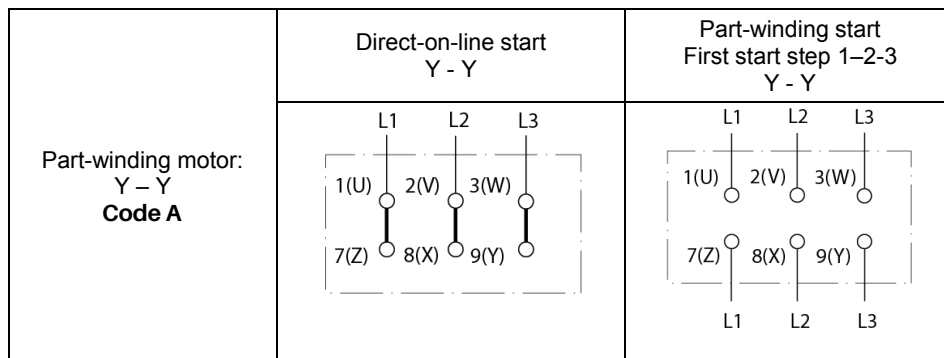 Part-winding motor:
Y – Y
Code A
Direct-on-line start
Y - Y
L1 L2 L3
1(U) 2(V) 3(W)
7(Z) 8(X) 9(Y)
Part-winding start
First start step 1–2-3
Y - Y
L1 L2 L3
1(U) 2(V) 3(W)
7(Z) 8(X) 9(Y)
L1 L2 L3